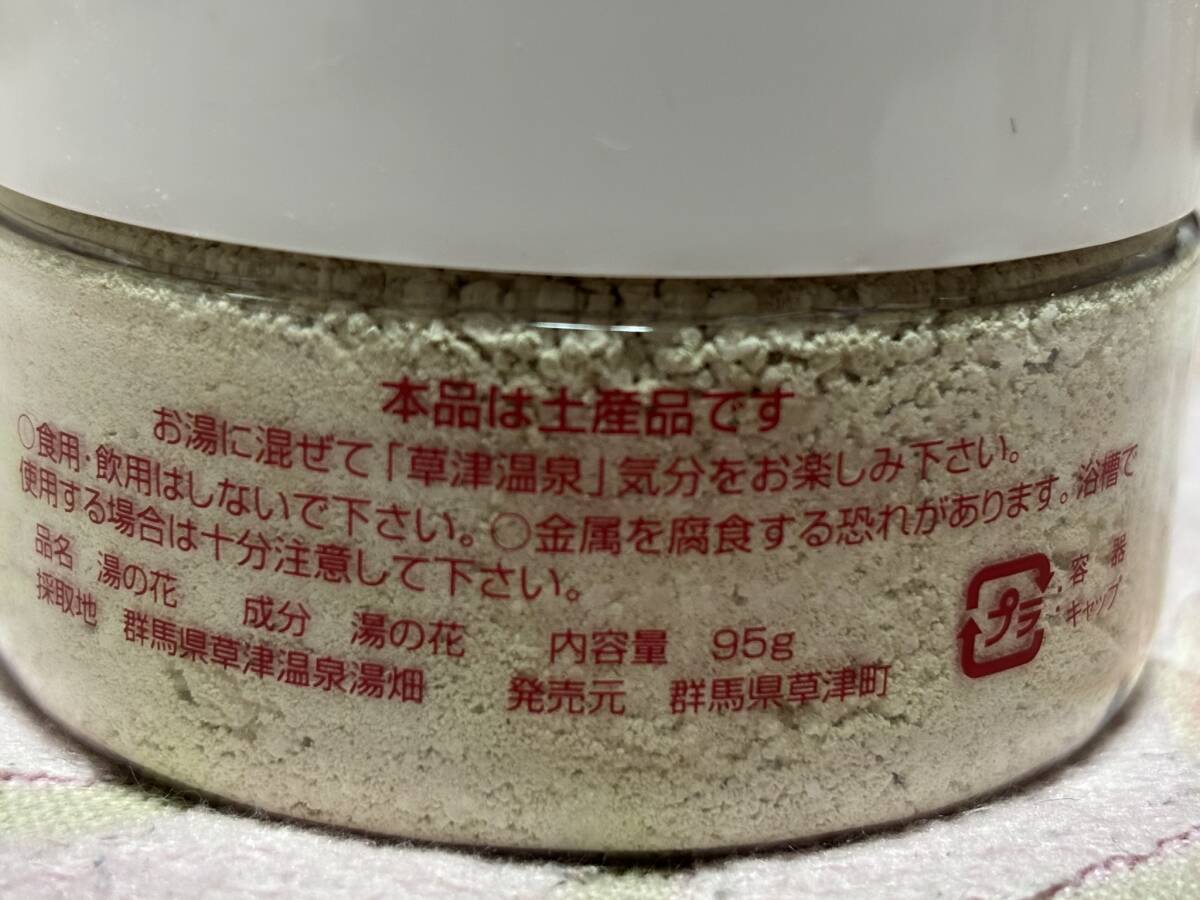 本品は土産品です
お湯に混ぜて「草津温泉」気分をお楽しみ下さい。
○食用・飲用はしないで下さい。○金属を腐食する恐れがあります。浴槽で
使用する場合は十分注意して下さい。
品名 湯の花 成分 湯の花 内容量 95g
採取地 群馬県草津温泉湯畑 発売元 群馬県草津町
プラ
:容器
・キャップ